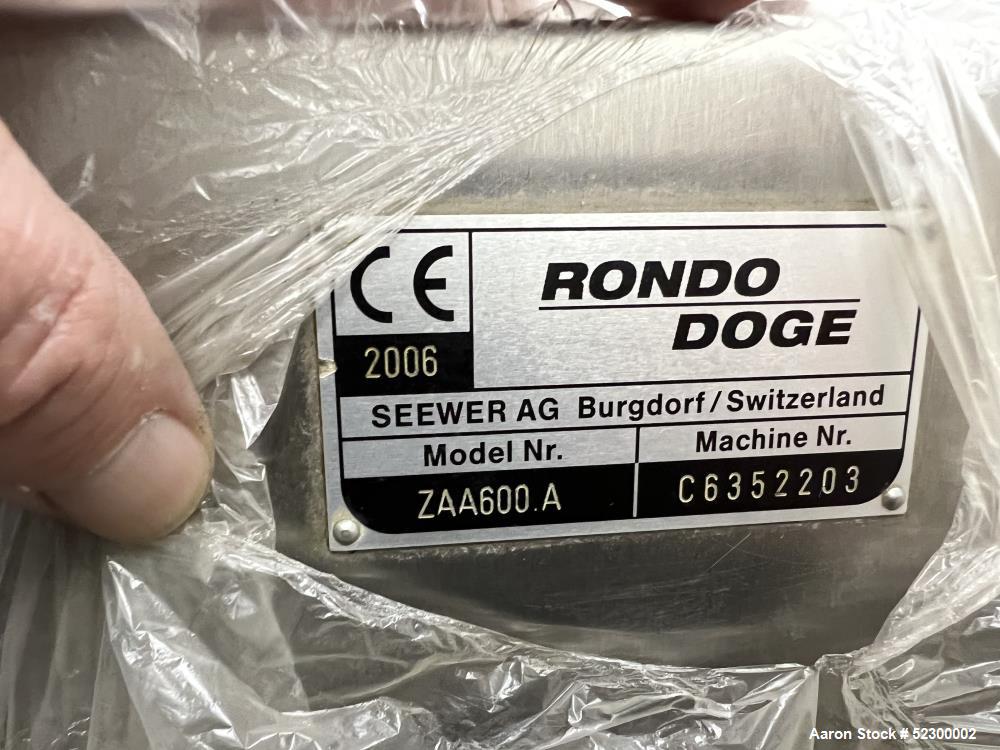 CE
2006
RONDO
DOGE
SEEWER AG Burgdorf/Switzerland
Model Nr.
ZAA600.A
Machine Nr.
C6352203
Aaron Stock # 52300002